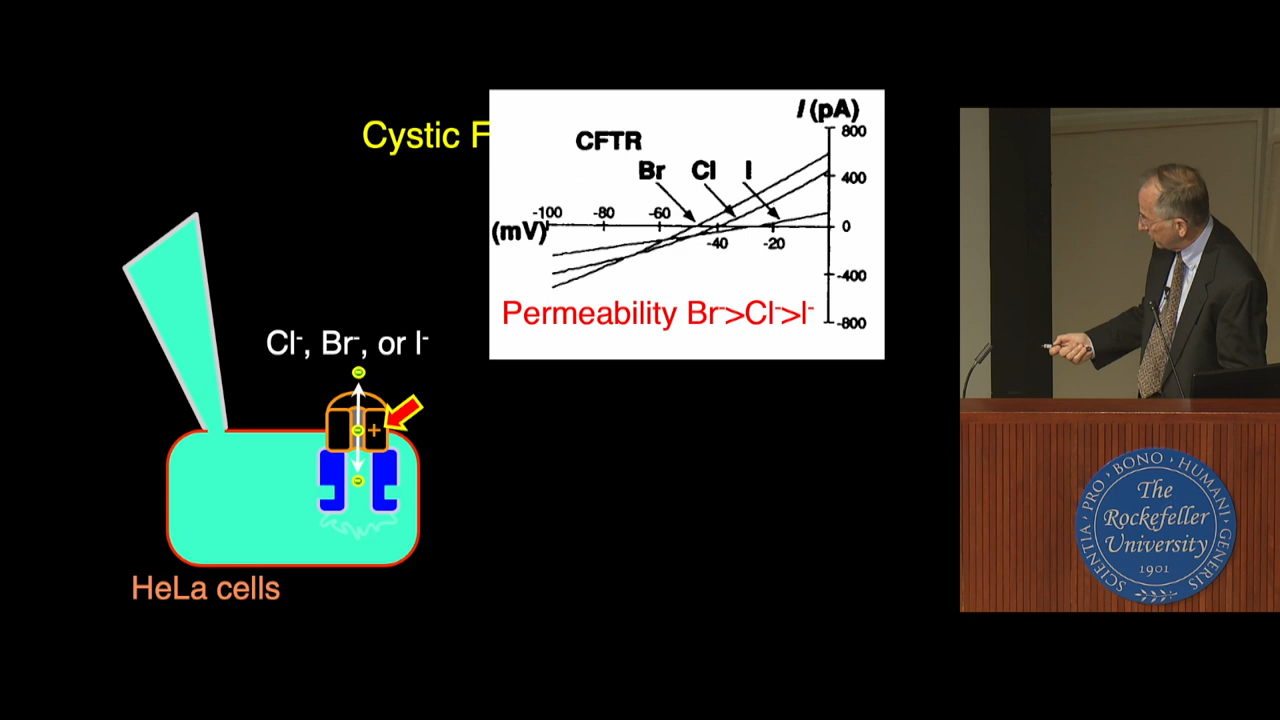 Cystic F
I (pA)
CFTR
Br Cl I
800
400
0
-400
-800
-100 -80 -60
-40 -20
(mV)
Permeability Br->Cl->I-
Cl-, Br-, or I-
+
HeLa cells
SCIENTIA · PRO · BONO · HUMANI · GENERIS
The
Rockefeller
University
1901